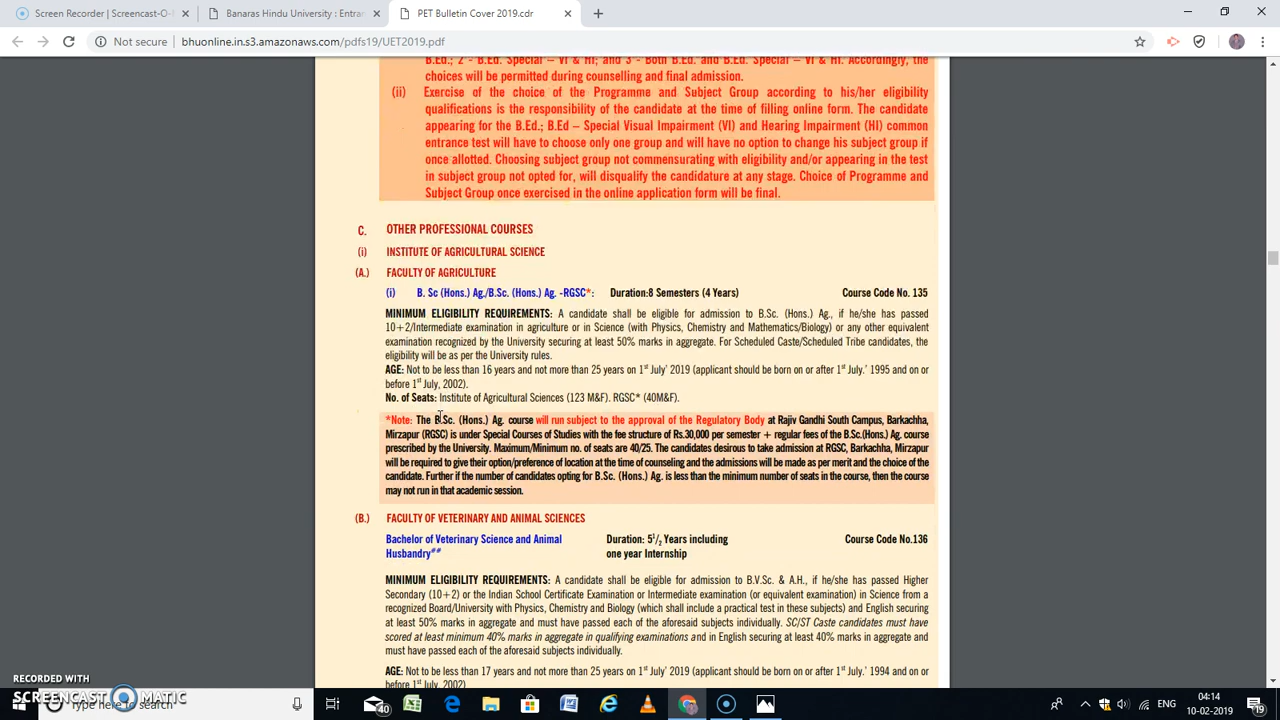 Screen Recorder | Screencast-O-M
Banaras Hindu University : Entra
PET Bulletin Cover 2019.cdr
Not secure | bhuonline.in.s3.amazonaws.com/pdfs19/UET2019.pdf
B.Ed.; 2 - B.Ed. Special – VI & HI; and 3 - Both B.Ed. and B.Ed. Special – VI & HI. Accordingly, the
choices will be permitted during counselling and final admission.
(ii) Exercise of the choice of the Programme and Subject Group according to his/her eligibility
qualifications is the responsibility of the candidate at the time of filling online form. The candidate
appearing for the B.Ed.; B.Ed – Special Visual Impairment (VI) and Hearing Impairment (HI) common
entrance test will have to choose only one group and will have no option to change his subject group if
once allotted. Choosing subject group not commensurating with eligibility and/or appearing in the test
in subject group not opted for, will disqualify the candidature at any stage. Choice of Programme and
Subject Group once exercised in the online application form will be final.
C. OTHER PROFESSIONAL COURSES
(i) INSTITUTE OF AGRICULTURAL SCIENCE
(A.) FACULTY OF AGRICULTURE
(i) B. Sc (Hons.) Ag./B.Sc. (Hons.) Ag. -RGSC*: Duration:8 Semesters (4 Years) Course Code No. 135
MINIMUM ELIGIBILITY REQUIREMENTS: A candidate shall be eligible for admission to B.Sc. (Hons.) Ag., if he/she has passed
10+2/Intermediate examination in agriculture or in Science (with Physics, Chemistry and Mathematics/Biology) or any other equivalent
examination recognized by the University securing at least 50% marks in aggregate. For Scheduled Caste/Scheduled Tribe candidates, the
eligibility will be as per the University rules.
AGE: Not to be less than 16 years and not more than 25 years on 1st July' 2019 (applicant should be born on or after 1st July.' 1995 and on or
before 1st July, 2002).
No. of Seats: Institute of Agricultural Sciences (123 M&F). RGSC* (40M&F).
*Note: The B.Sc. (Hons.) Ag. course will run subject to the approval of the Regulatory Body at Rajiv Gandhi South Campus, Barkachha,
Mirzapur (RGSC) is under Special Courses of Studies with the fee structure of Rs.30,000 per semester + regular fees of the B.Sc.(Hons.) Ag. course
prescribed by the University. Maximum/Minimum no. of seats are 40/25. The candidates desirous to take admission at RGSC, Barkachha, Mirzapur
will be required to give their option/preference of location at the time of counseling and the admissions will be made as per merit and the choice of the
candidate. Further if the number of candidates opting for B.Sc. (Hons.) Ag. is less than the minimum number of seats in the course, then the course
may not run in that academic session.
(B.) FACULTY OF VETERINARY AND ANIMAL SCIENCES
Bachelor of Veterinary Science and Animal Duration: 5 1/2 Years including Course Code No.136
Husbandry## one year Internship
MINIMUM ELIGIBILITY REQUIREMENTS: A candidate shall be eligible for admission to B.V.Sc. & A.H., if he/she has passed Higher
Secondary (10+2) or the Indian School Certificate Examination or Intermediate examination (or equivalent examination) in Science from a
recognized Board/University with Physics, Chemistry and Biology (which shall include a practical test in these subjects) and English securing
at least 50% marks in aggregate and must have passed each of the aforesaid subjects individually. SC/ST Caste candidates must have
scored at least minimum 40% marks in aggregate in qualifying examinations and in English securing at least 40% marks in aggregate and
must have passed each of the aforesaid subjects individually.
AGE: Not to be less than 17 years and not more than 25 years on 1st July' 2019 (applicant should be born on or after 1st July.' 1994 and on or
before 1st July, 2002)
RECORDED WITH
SCREENCAST MATIC
Type here to search
40
ENG
04:14
10-02-2019
19